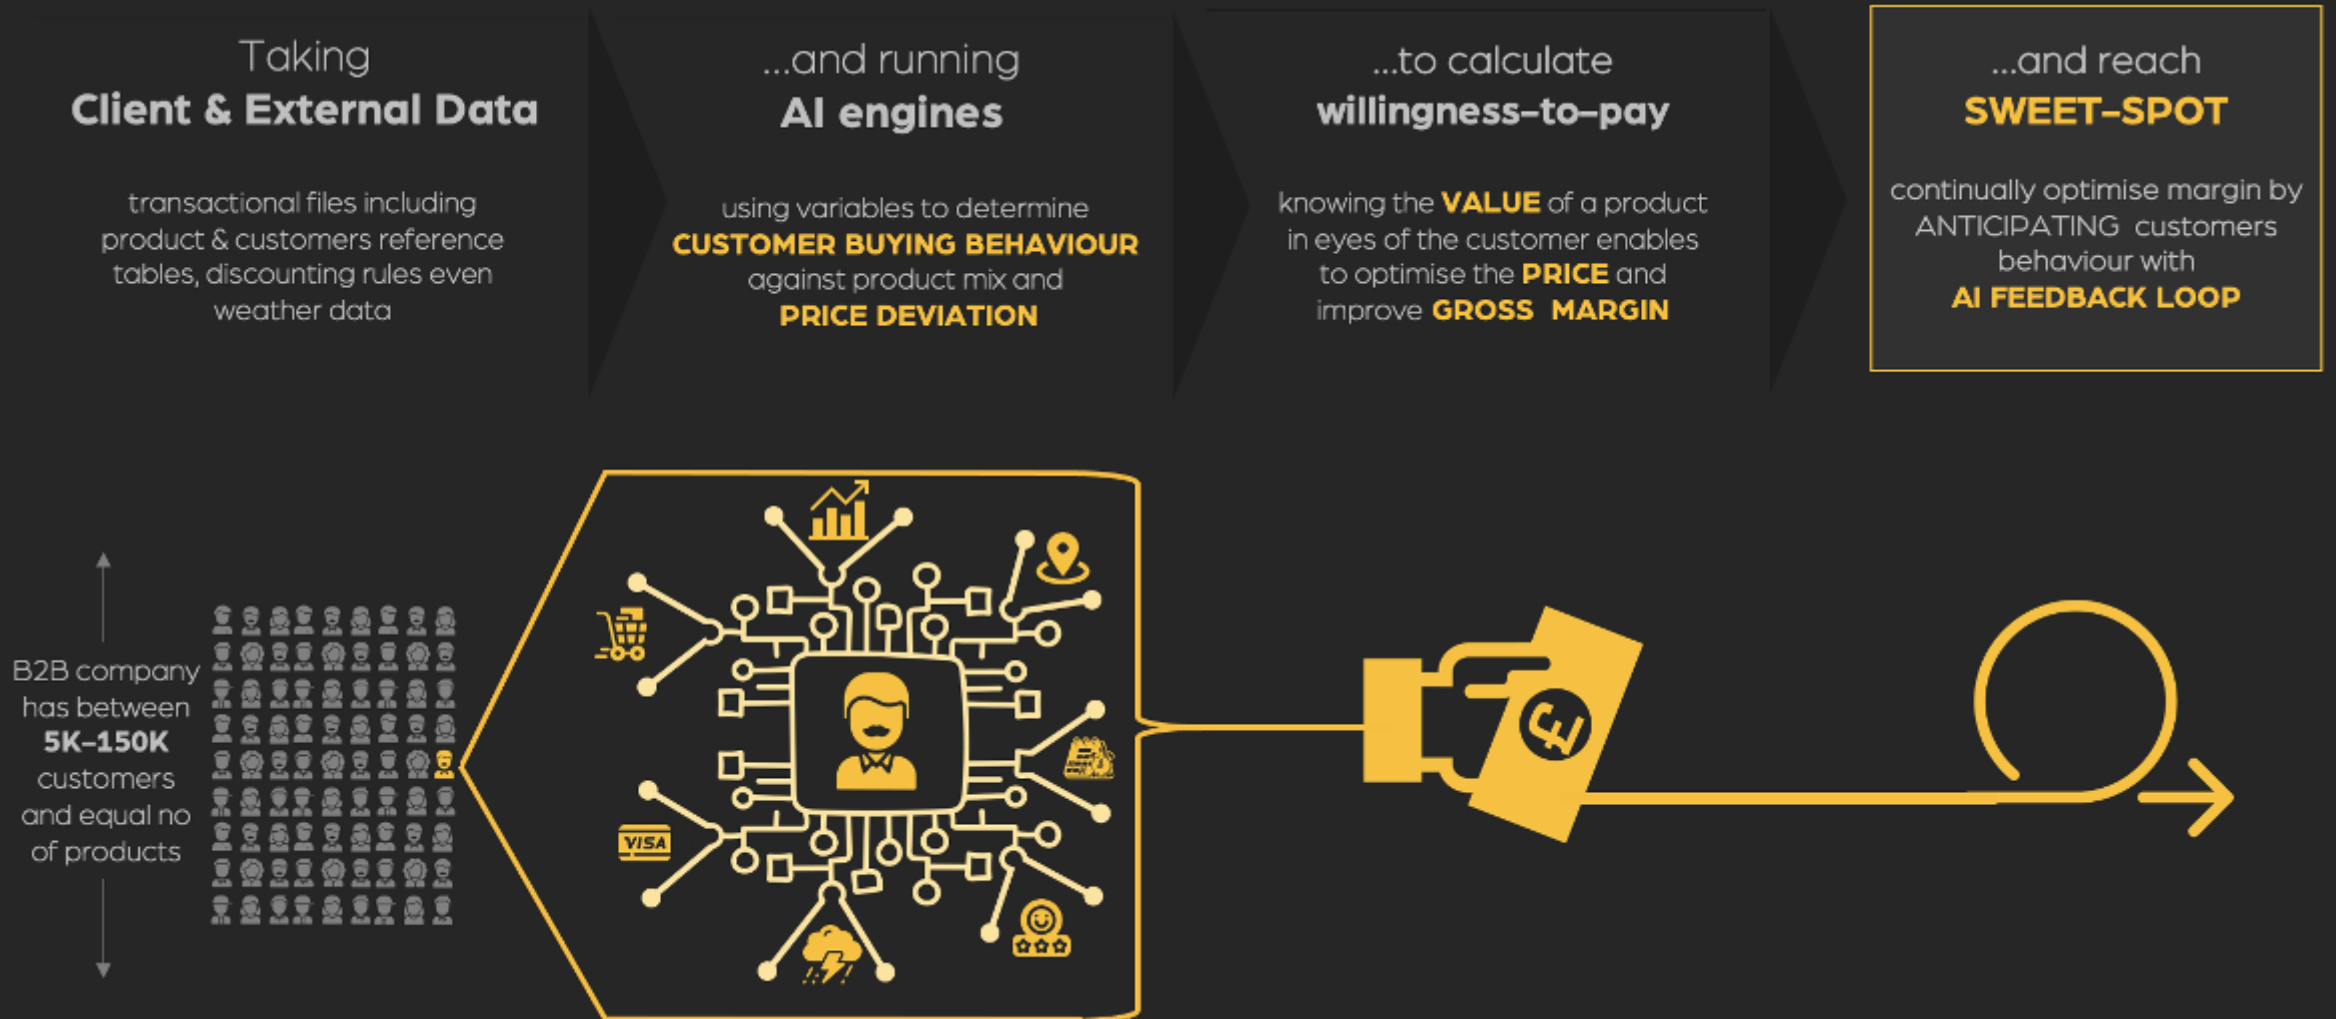 Taking
Client & External Data
transactional files including
product & customers reference
tables, discounting rules even
weather data
...and running
AI engines
using variables to determine
CUSTOMER BUYING BEHAVIOUR
against product mix and
PRICE DEVIATION
...to calculate
willingness-to-pay
knowing the VALUE of a product
in eyes of the customer enables
to optimise the PRICE and
improve GROSS MARGIN
...and reach
SWEET-SPOT
continually optimise margin by
ANTICIPATING customers
behaviour with
AI FEEDBACK LOOP
B2B company
has between
5K-150K
customers
and equal no
of products
VISA
£